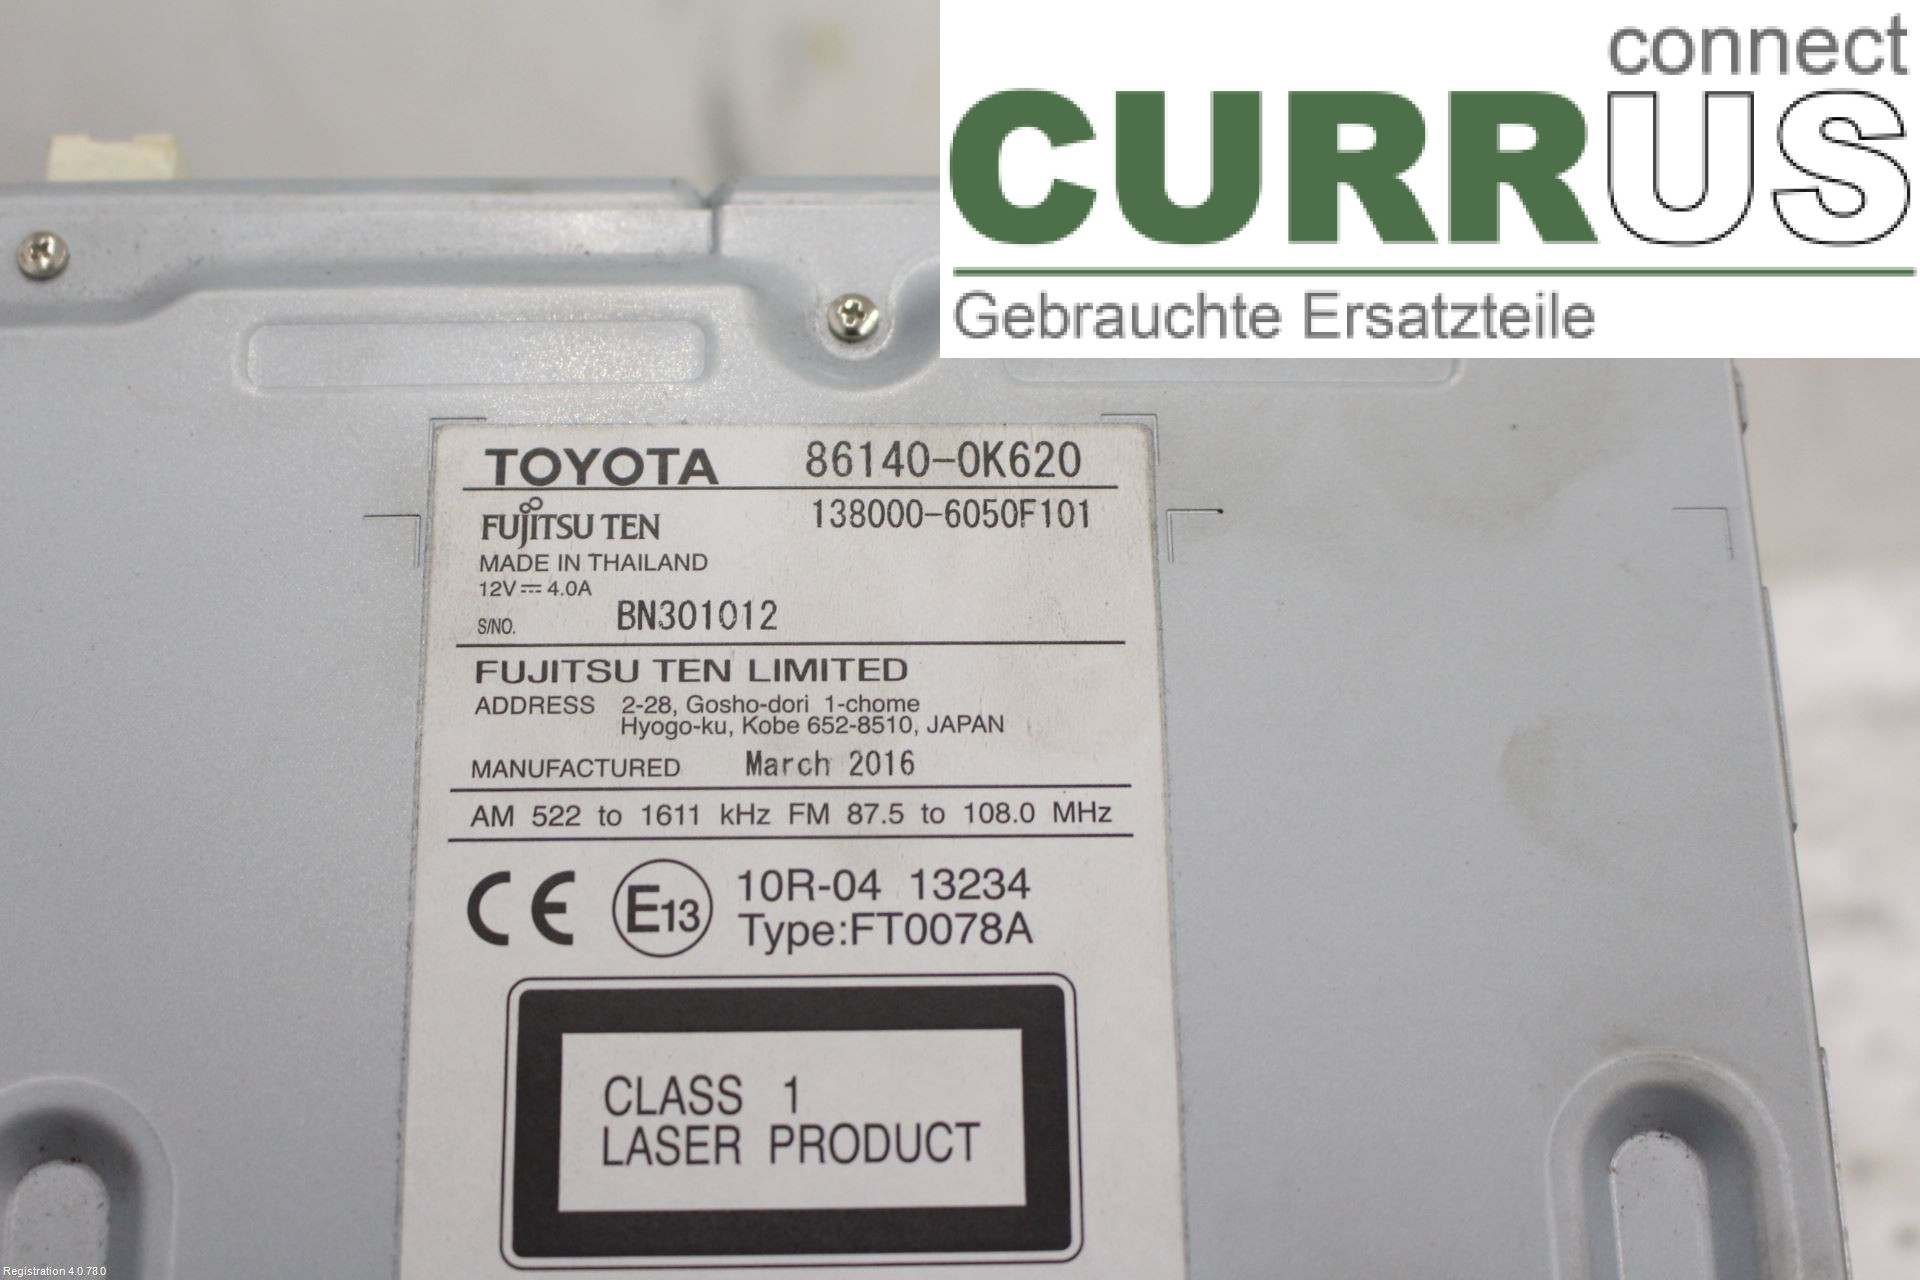 connect
CURRUS
Gebrauchte Ersatzteile
TOYOTA 86140-0K620
FUJITSU TEN 138000-6050F101
MADE IN THAILAND
12V 4.0A
S/NO. BN301012
FUJITSU TEN LIMITED
ADDRESS 2-28, Gosho-dori 1-chome
Hyogo-ku, Kobe 652-8510, JAPAN
MANUFACTURED March 2016
AM 522 to 1611 kHz FM 87.5 to 108.0 MHz
CE E13 10R-04 13234
Type:FT0078A
CLASS 1
LASER PRODUCT
Registration 4.0.78.0